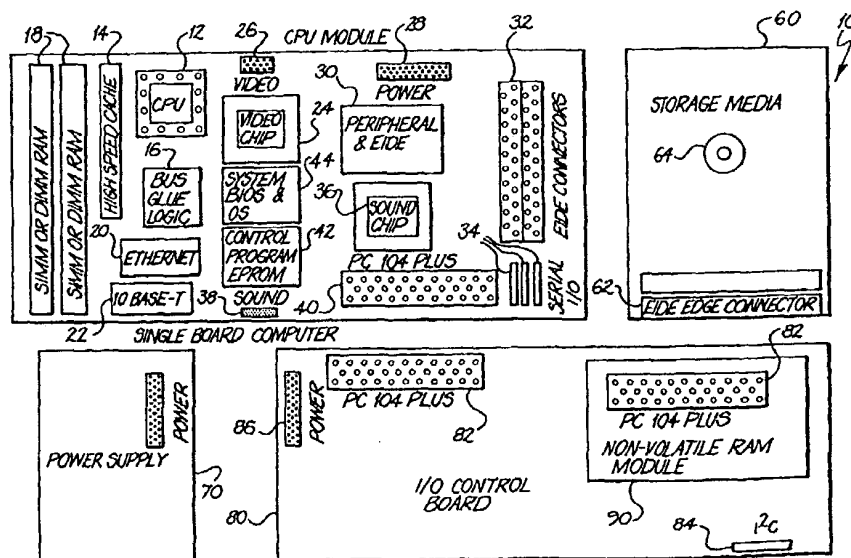 18
14
12
26
CPU MODULE
28
32
60
10
SIMM OR DIMM RAM
SIMM OR DIMM RAM
HIGH SPEED CACHE
CPU
VIDEO
VIDEO CHIP
24
30
POWER
PERIPHERAL & EIDE
EIDE CONNECTORS
STORAGE MEDIA
64
16
BUS GLUE LOGIC
SYSTEM BIOS & OS
44
36
SOUND CHIP
20
ETHERNET
CONTROL PROGRAM EPROM
42
PC 104 PLUS
34
SERIAL I/O
22
10 BASE-T
38
SOUND
40
62
EIDE EDGE CONNECTOR
SINGLE BOARD COMPUTER
82
POWER
POWER SUPPLY
70
86
POWER
PC 104 PLUS
82
PC 104 PLUS
NON-VOLATILE RAM MODULE
I/O CONTROL BOARD
80
90
84
I²C